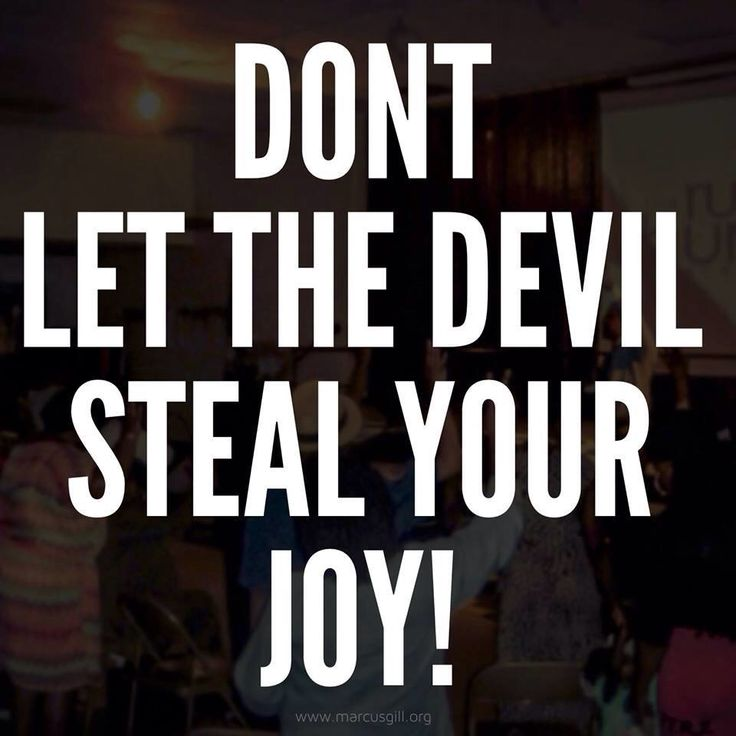 DONT
LET THE DEVIL
STEAL YOUR
JOY!
www.marcusgill.org